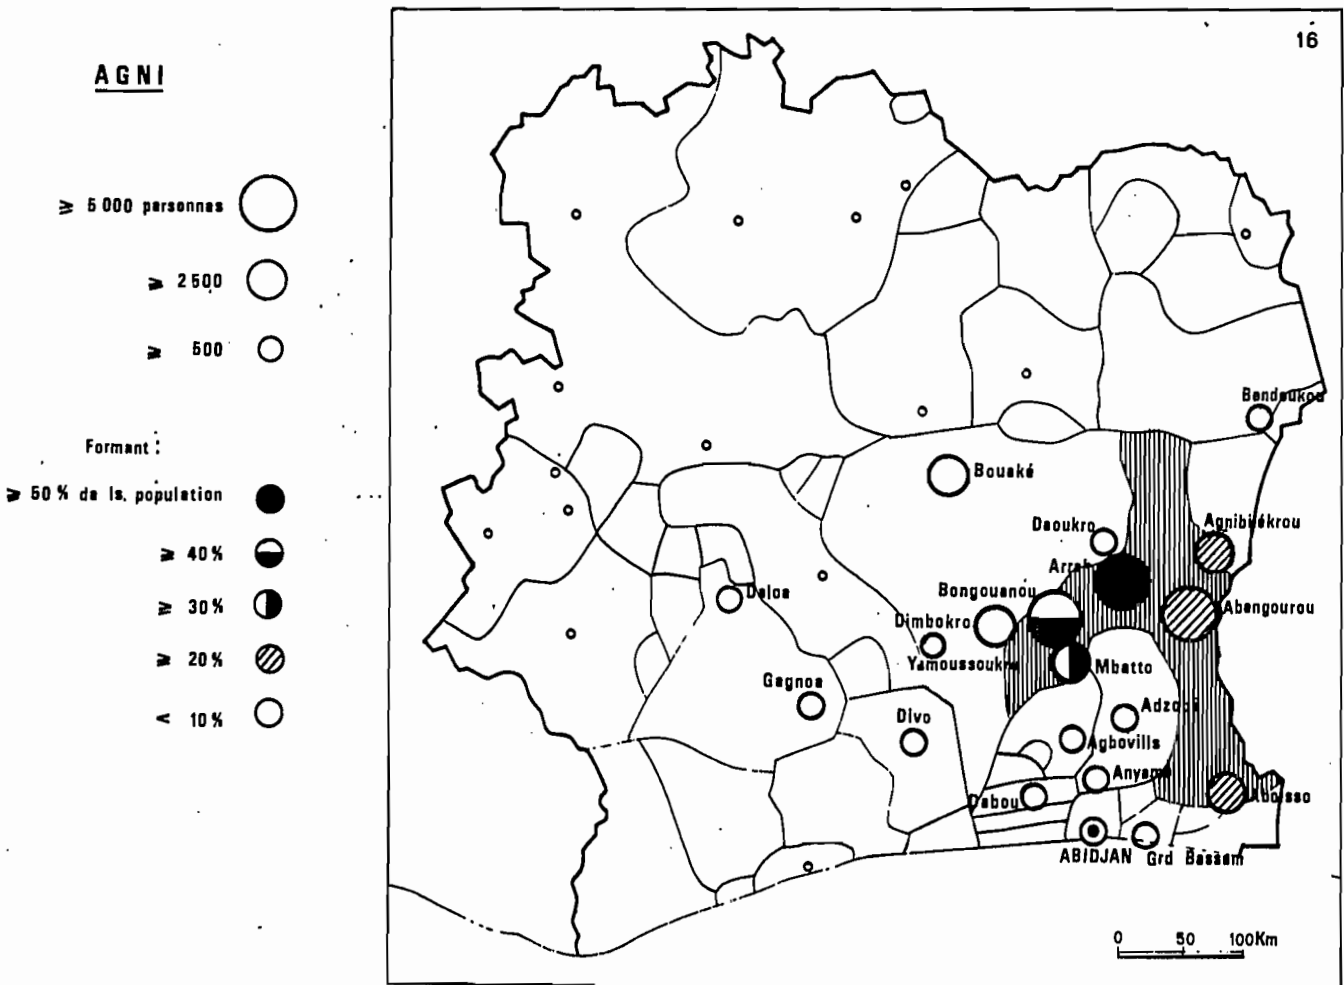 16
AGNI
⩾ 5 000 personnes
⩾ 2 500
⩾ 500
Formant :
⩾ 50 % de la population
⩾ 40 %
⩾ 30 %
⩾ 20 %
< 10 %
Bondoukou
Bouaké
Daoukro
Agnibilékrou
Arrah
Bongouanou
Abengourou
Daloa
Dimbokro
Yamoussoukro
Mbatto
Gagnoa
Divo
Adzopé
Agboville
Anyama
Dabou
Aboisso
ABIDJAN
Grd Bassam
0 50 100Km